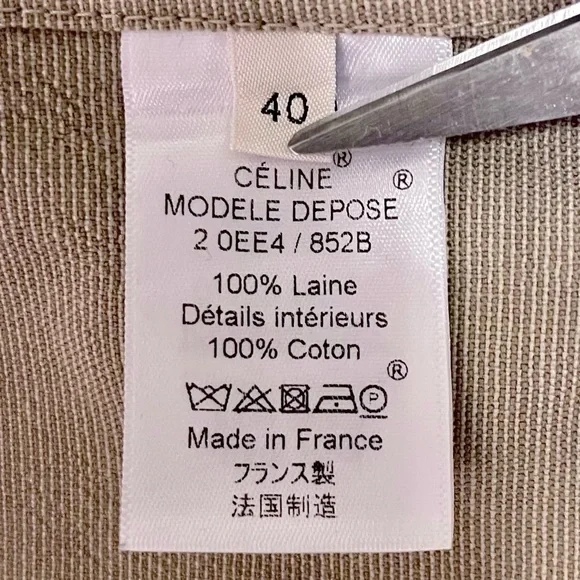 40
CÉLINE®
MODELE DEPOSE ®
2 0EE4 / 852B
100% Laine
Détails intérieurs
100% Coton
®
P
Made in France
フランス製
法国制造